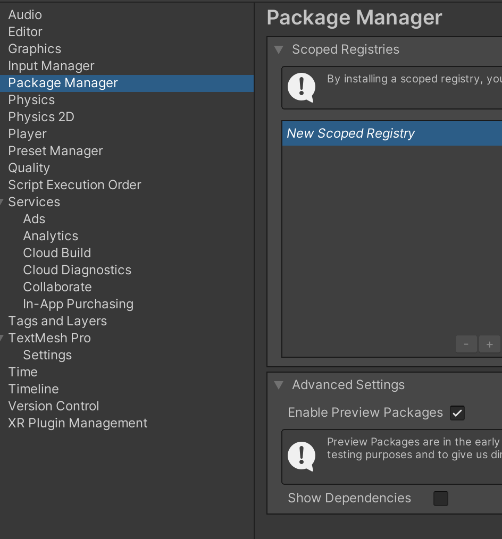 Audio
Editor
Graphics
Input Manager
Package Manager
Physics
Physics 2D
Player
Preset Manager
Quality
Script Execution Order
Services
Ads
Analytics
Cloud Build
Cloud Diagnostics
Collaborate
In-App Purchasing
Tags and Layers
TextMesh Pro
Settings
Time
Timeline
Version Control
XR Plugin Management
Package Manager
Scoped Registries
By installing a scoped registry, you
New Scoped Registry
- +
Advanced Settings
Enable Preview Packages
Preview Packages are in the early
testing purposes and to give us di
Show Dependencies